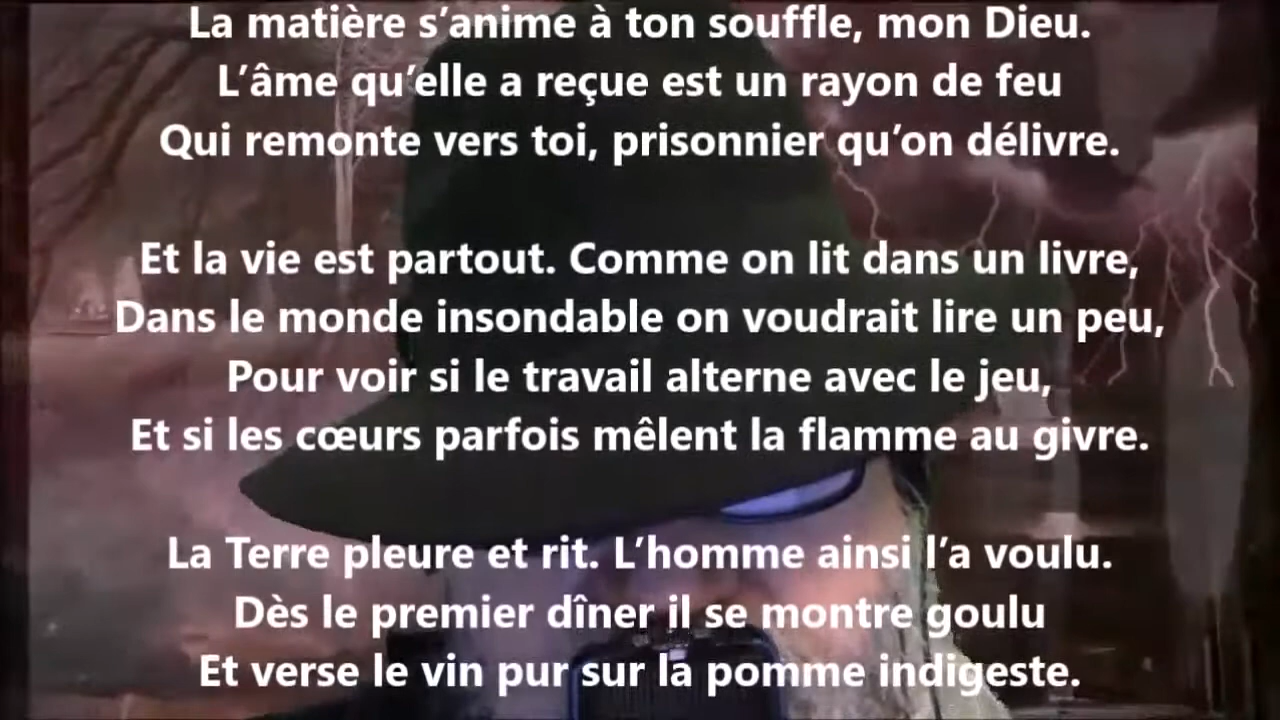 La matière s’anime à ton souffle, mon Dieu.
L’âme qu’elle a reçue est un rayon de feu
Qui remonte vers toi, prisonnier qu’on délivre.
Et la vie est partout. Comme on lit dans un livre,
Dans le monde insondable on voudrait lire un peu,
Pour voir si le travail alterne avec le jeu,
Et si les cœurs parfois mêlent la flamme au givre.
La Terre pleure et rit. L’homme ainsi l’a voulu.
Dès le premier dîner il se montre goulu
Et verse le vin pur sur la pomme indigeste.